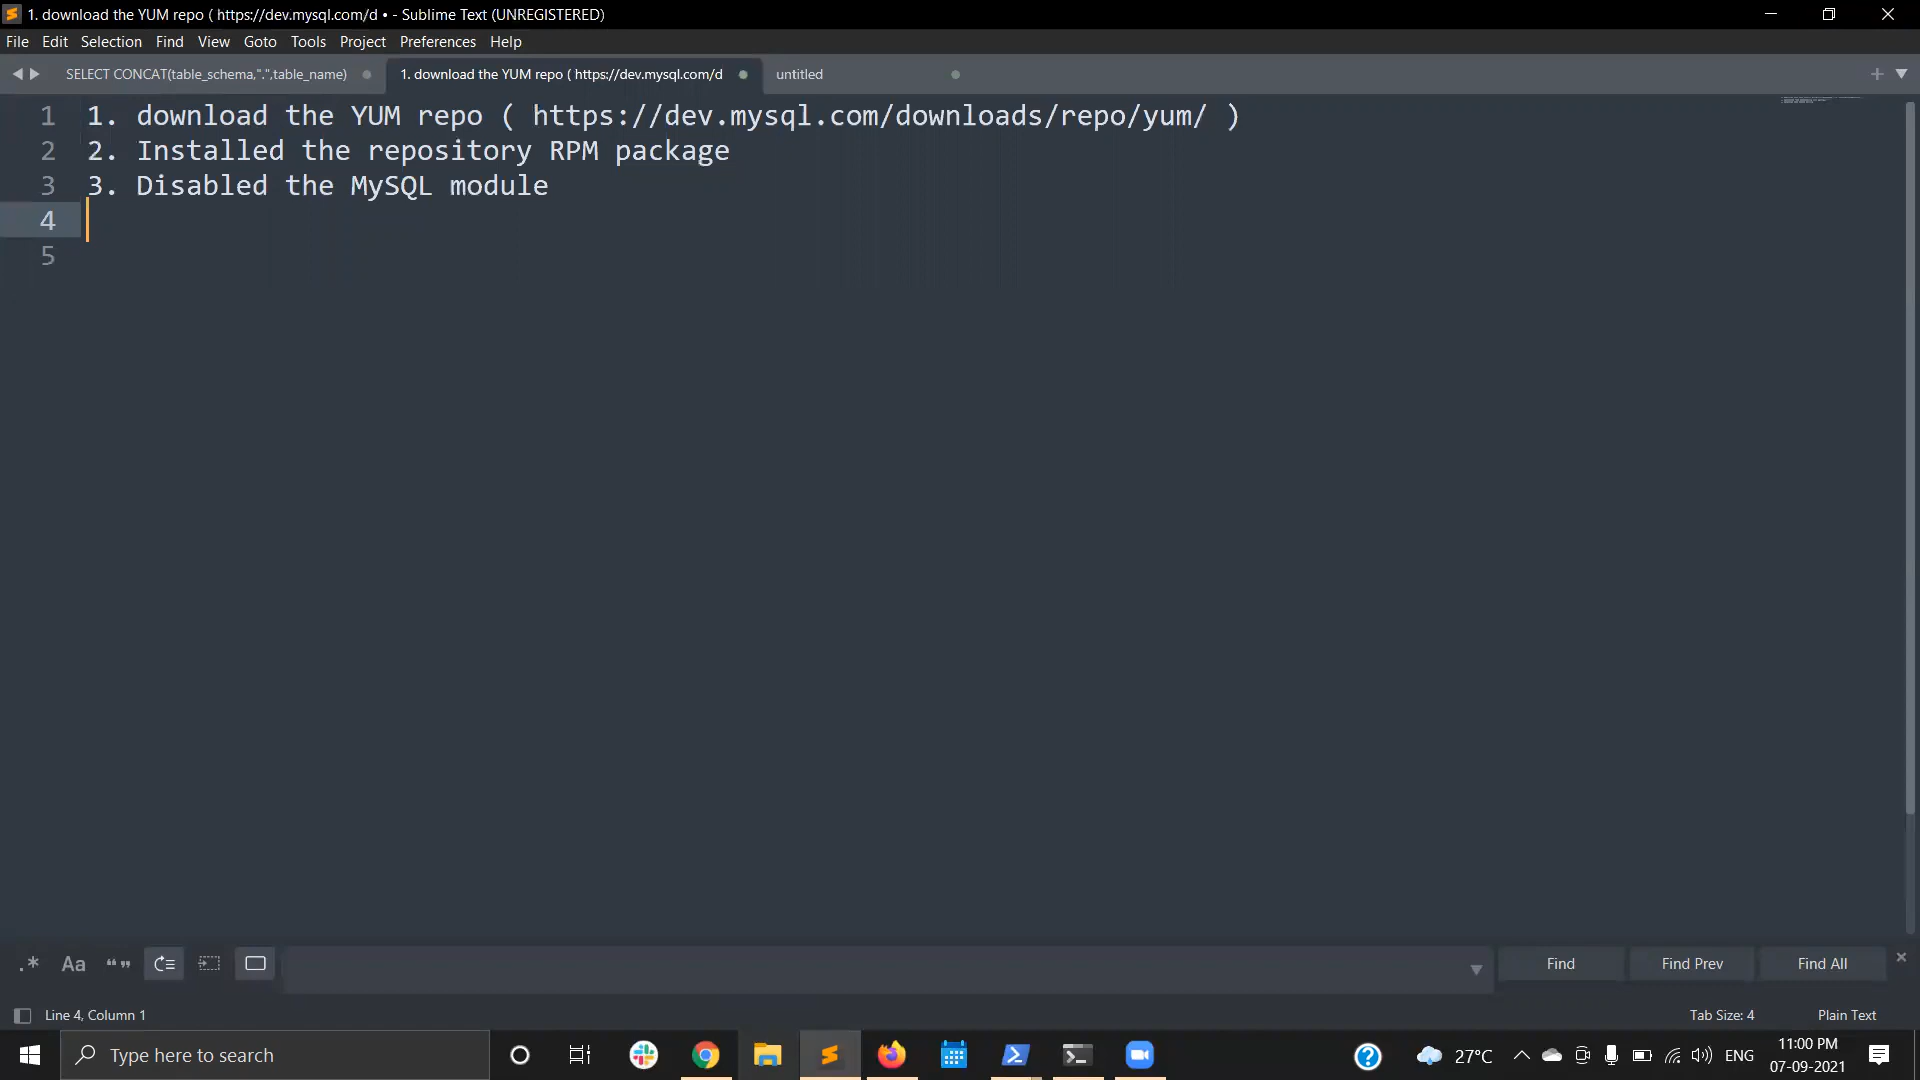 1. download the YUM repo ( https://dev.mysql.com/d • - Sublime Text (UNREGISTERED)
File Edit Selection Find View Goto Tools Project Preferences Help
SELECT CONCAT(table_schema,".",table_name) 1. download the YUM repo ( https://dev.mysql.com/d untitled
1 1. download the YUM repo ( https://dev.mysql.com/downloads/repo/yum/ )
2 2. Installed the repository RPM package
3 3. Disabled the MySQL module
4
5
.* Aa “” Find Find Prev Find All
Line 4, Column 1 Tab Size: 4 Plain Text
Type here to search 27°C ENG 11:00 PM
07-09-2021